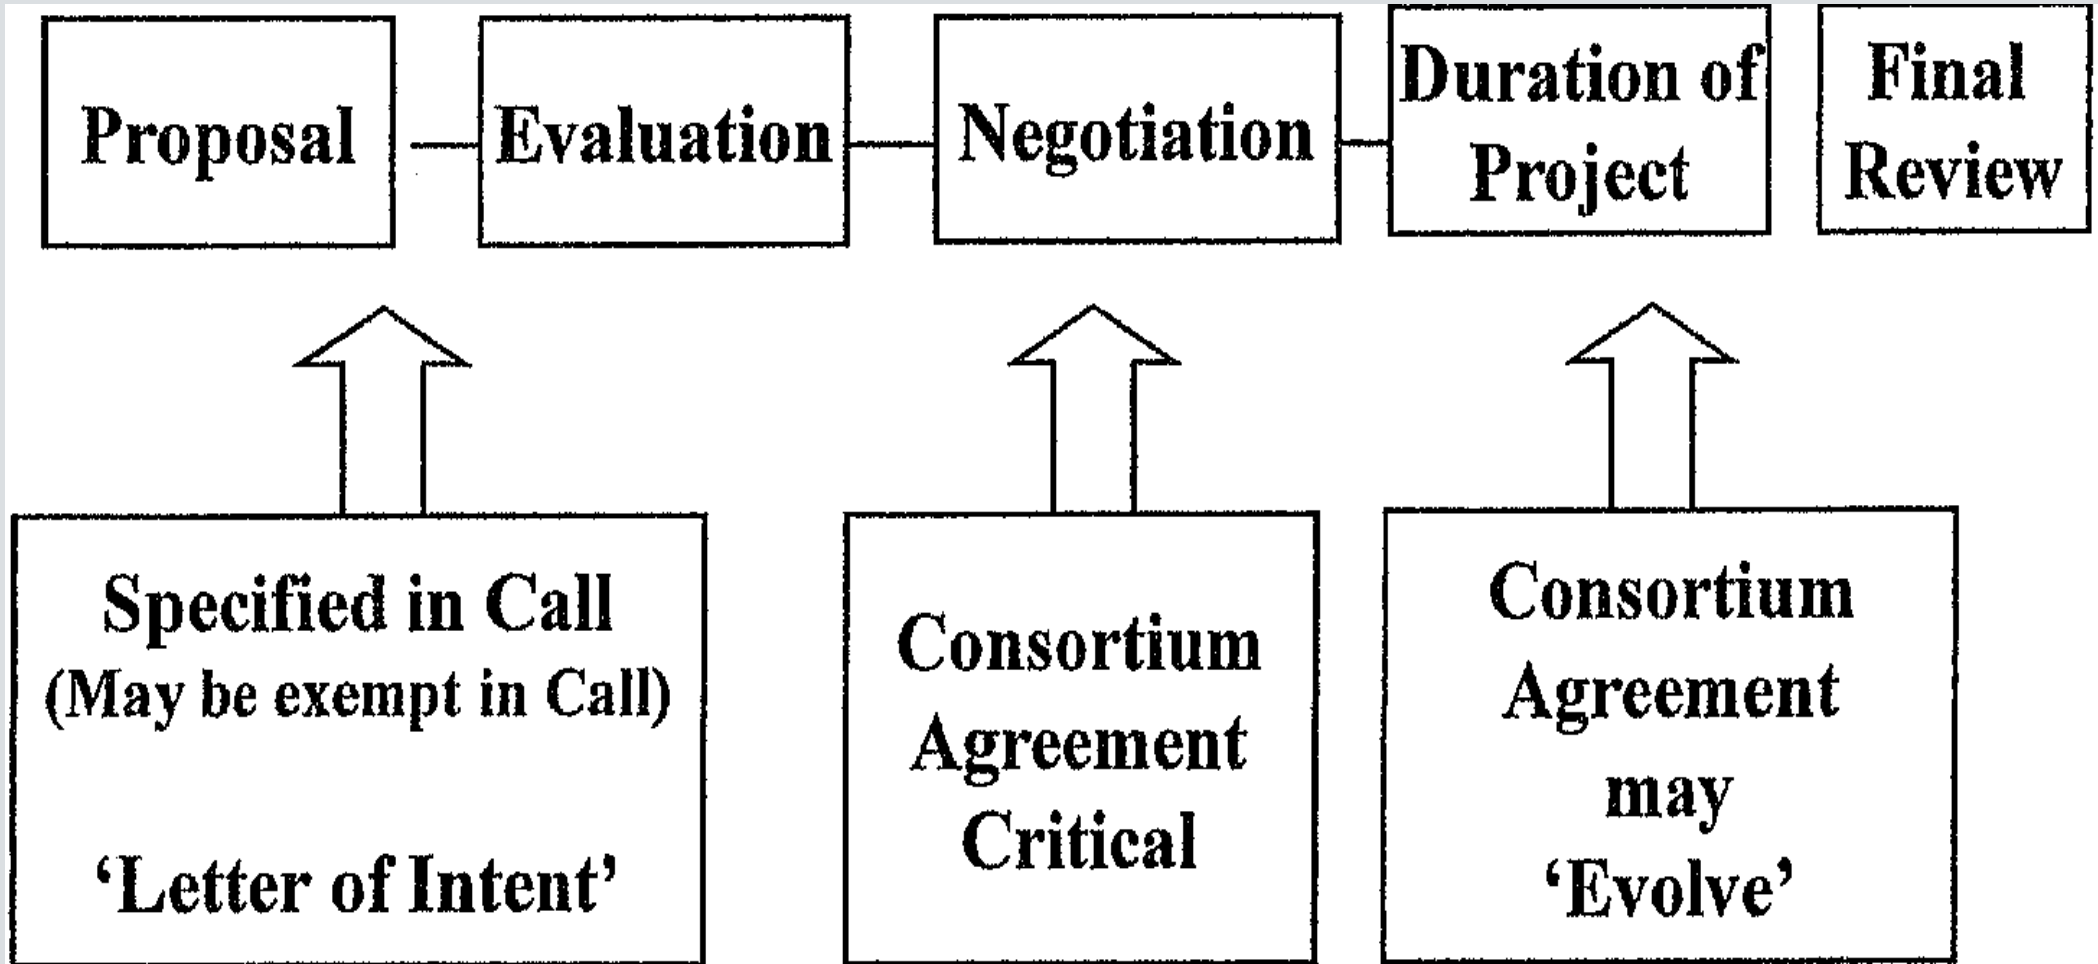 Proposal
Evaluation
Negotiation
Duration of
Project
Final
Review
Specified in Call
(May be exempt in Call)
‘Letter of Intent’
Consortium
Agreement
Critical
Consortium
Agreement
may
‘Evolve’